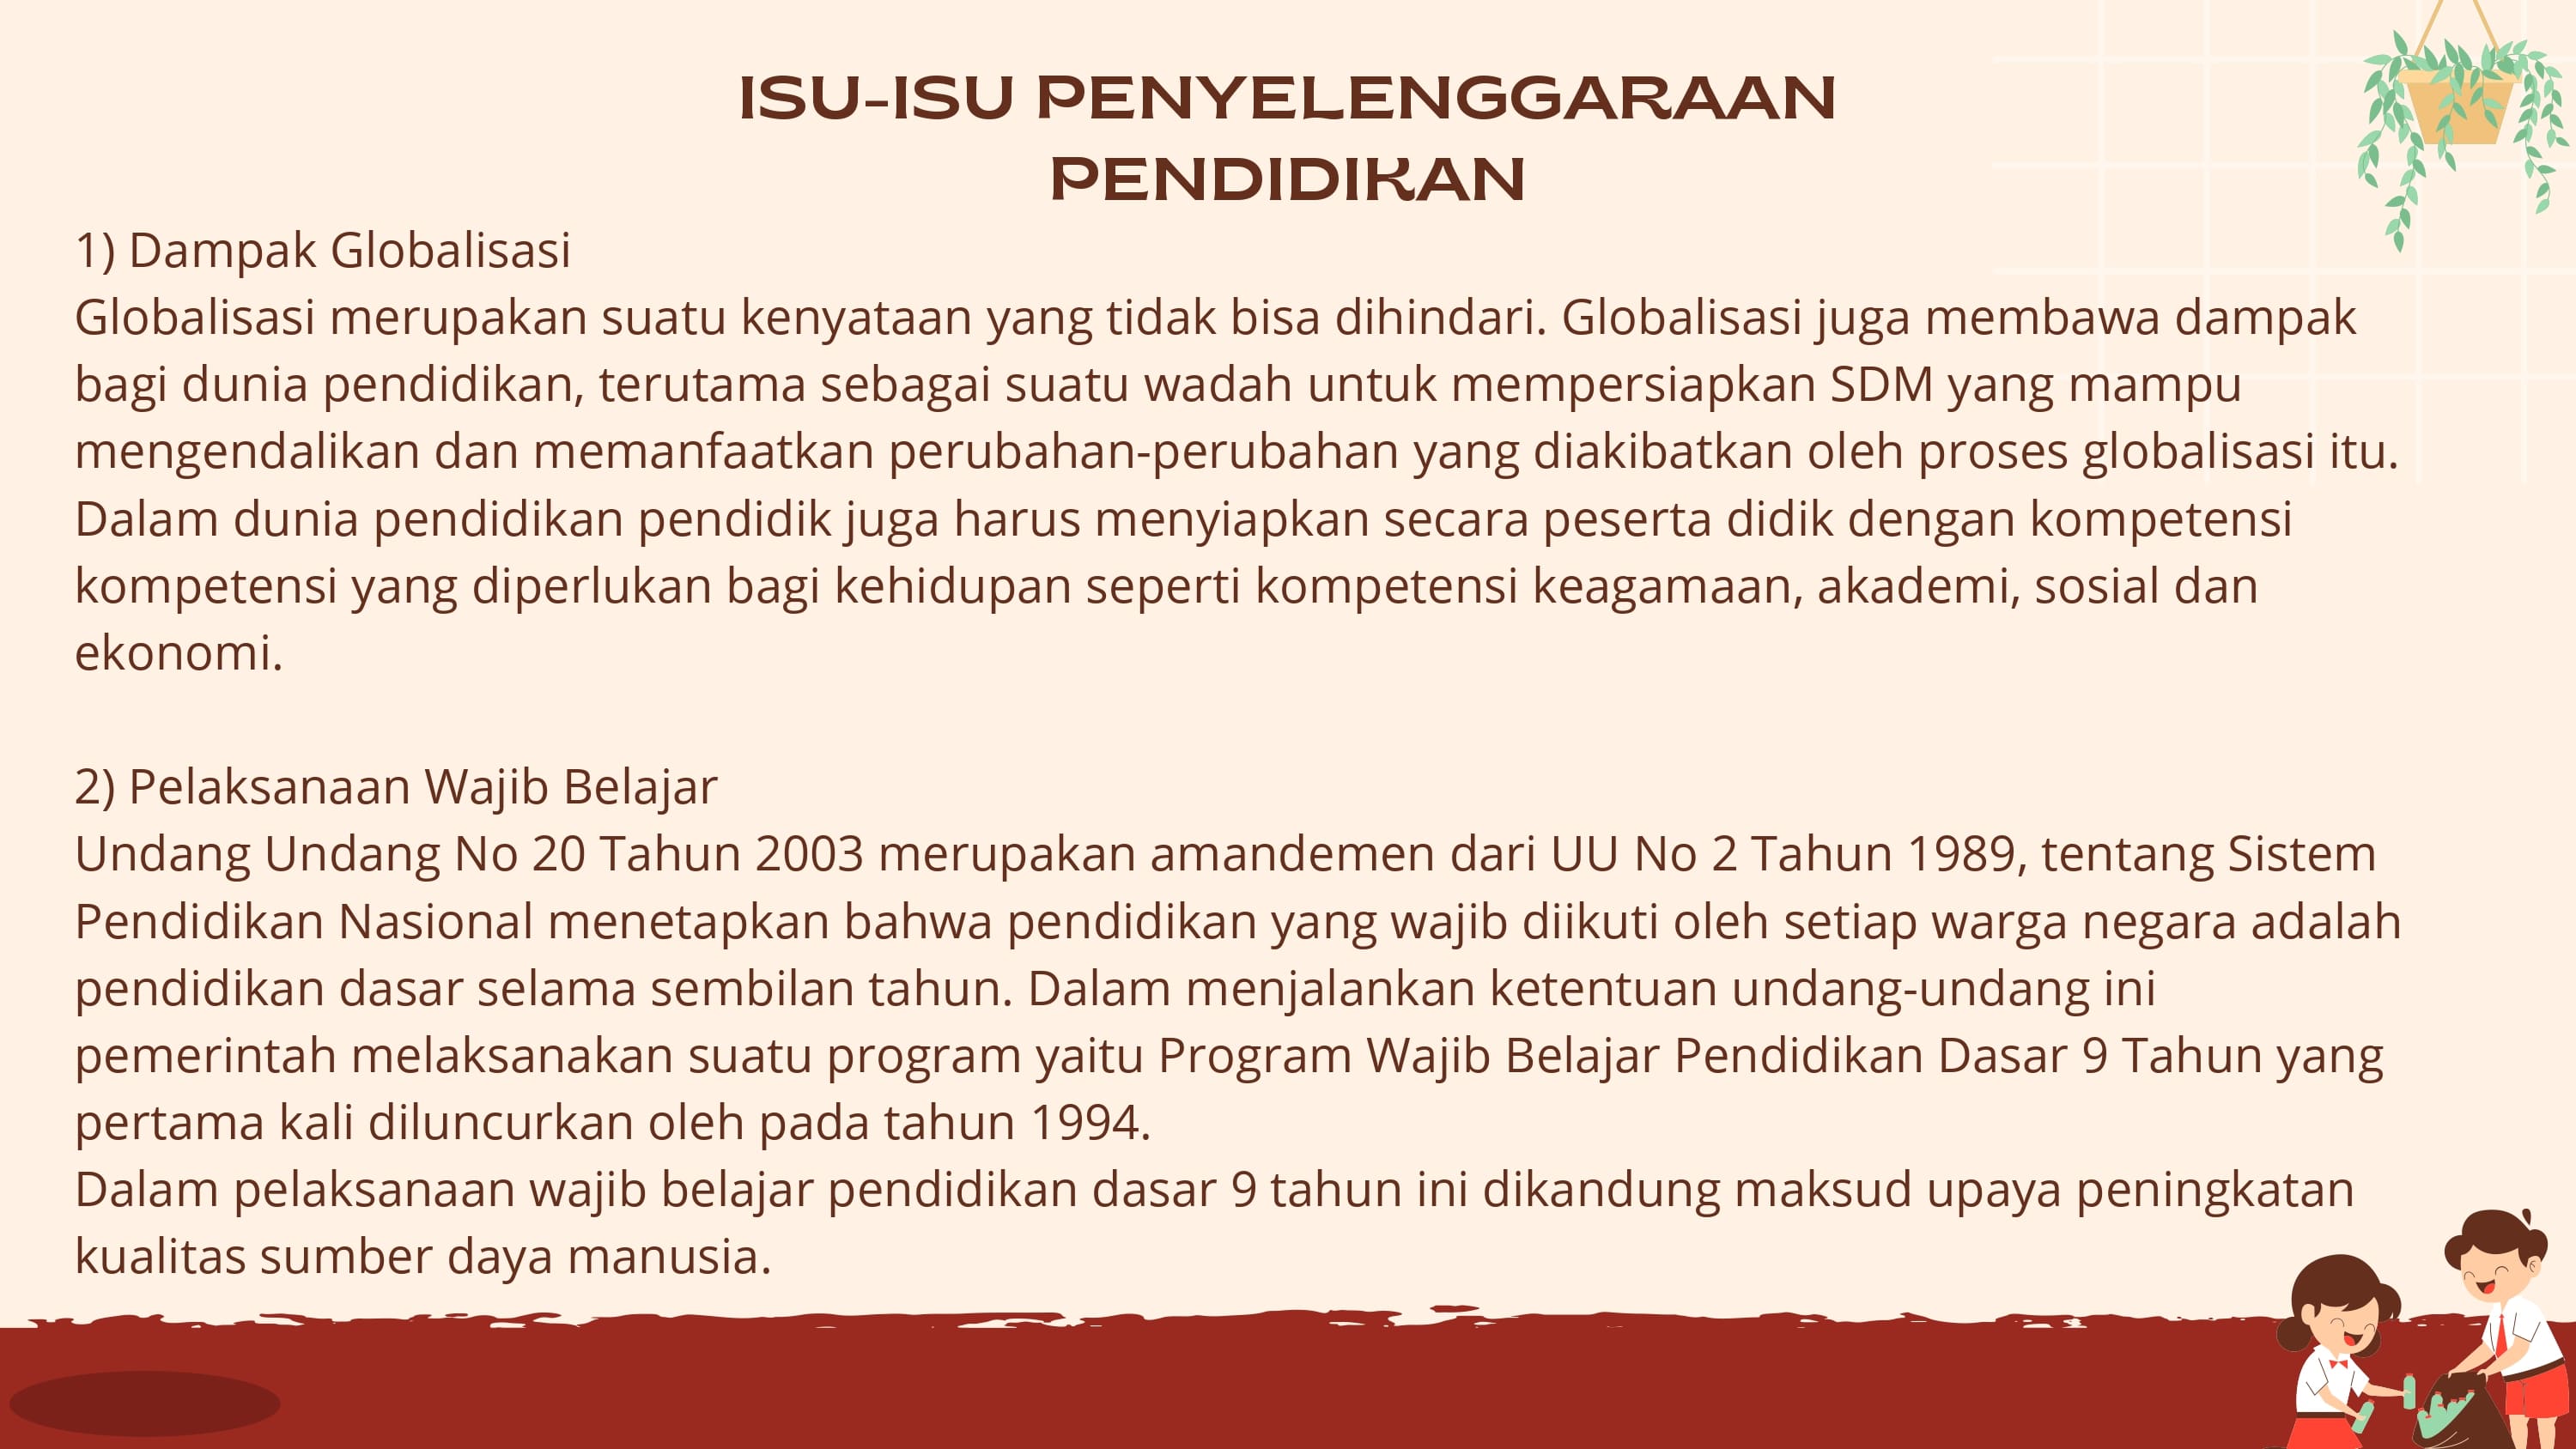 ISU-ISU PENYELENGGARAAN
PENDIDIKAN
1) Dampak Globalisasi
Globalisasi merupakan suatu kenyataan yang tidak bisa dihindari. Globalisasi juga membawa dampak
bagi dunia pendidikan, terutama sebagai suatu wadah untuk mempersiapkan SDM yang mampu
mengendalikan dan memanfaatkan perubahan-perubahan yang diakibatkan oleh proses globalisasi itu.
Dalam dunia pendidikan pendidik juga harus menyiapkan secara peserta didik dengan kompetensi
kompetensi yang diperlukan bagi kehidupan seperti kompetensi keagamaan, akademi, sosial dan
ekonomi.
2) Pelaksanaan Wajib Belajar
Undang Undang No 20 Tahun 2003 merupakan amandemen dari UU No 2 Tahun 1989, tentang Sistem
Pendidikan Nasional menetapkan bahwa pendidikan yang wajib diikuti oleh setiap warga negara adalah
pendidikan dasar selama sembilan tahun. Dalam menjalankan ketentuan undang-undang ini
pemerintah melaksanakan suatu program yaitu Program Wajib Belajar Pendidikan Dasar 9 Tahun yang
pertama kali diluncurkan oleh pada tahun 1994.
Dalam pelaksanaan wajib belajar pendidikan dasar 9 tahun ini dikandung maksud upaya peningkatan
kualitas sumber daya manusia.